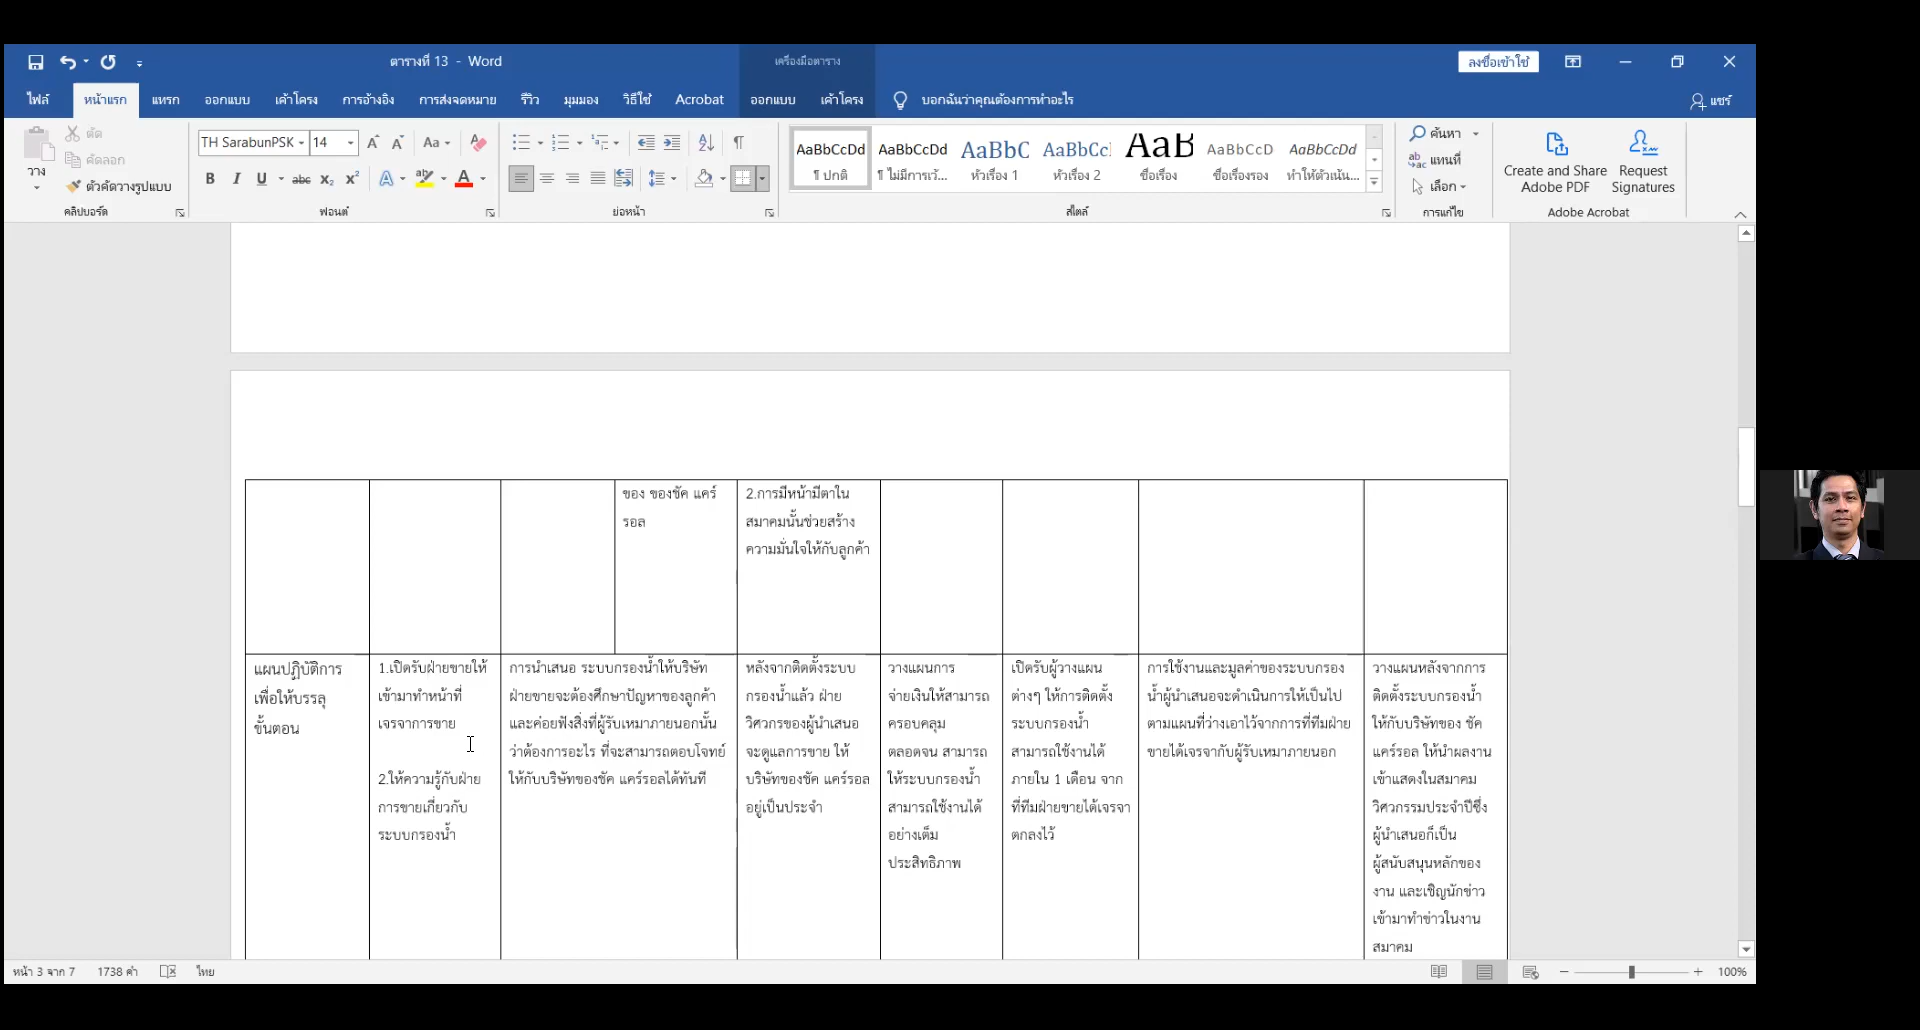 ตารางที่ 13 - Word
เครื่องมือตาราง
ลงชื่อเข้าใช้
ไฟล์
หน้าแรก
แทรก
ออกแบบ
เค้าโครง
การอ้างอิง
การส่งจดหมาย
รีวิว
มุมมอง
วิธีใช้
Acrobat
ออกแบบ
เค้าโครง
บอกฉันว่าคุณต้องการทำอะไร
แชร์
วาง
ตัด
คัดลอก
ตัวคัดวางรูปแบบ
คลิปบอร์ด
TH SarabunPSK
14
ฟอนต์
ย่อหน้า
AaBbCcDd
¶ ปกติ
AaBbCcDd
¶ ไม่มีการเว้...
AaBbC
หัวเรื่อง 1
AaBbCcI
หัวเรื่อง 2
AaB
ชื่อเรื่อง
AaBbCcD
ชื่อเรื่องรอง
AaBbCcDd
ทำให้ตัวเน้น...
สไตล์
ค้นหา
แทนที่
เลือก
การแก้ไข
Create and Share
Adobe PDF
Request
Signatures
Adobe Acrobat
ของ ของชัค แคร์
รอล
2.การมีหน้ามีตาใน
สมาคมนั้นช่วยสร้าง
ความมั่นใจให้กับลูกค้า
แผนปฏิบัติการ
เพื่อให้บรรลุ
ขั้นตอน
1.เปิดรับฝ่ายขายให้
เข้ามาทำหน้าที่
เจรจาการขาย
2.ให้ความรู้กับฝ่าย
การขายเกี่ยวกับ
ระบบกรองน้ำ
การนำเสนอ ระบบกรองน้ำให้บริษัท
ฝ่ายขายจะต้องศึกษาปัญหาของลูกค้า
และค่อยฟังสิ่งที่ผู้รับเหมาภายนอกนั้น
ว่าต้องการอะไร ที่จะสามารถตอบโจทย์
ให้กับบริษัทของชัค แคร์รอลได้ทันที
หลังจากติดตั้งระบบ
กรองน้ำแล้ว ฝ่าย
วิศวกรของผู้นำเสนอ
จะดูแลการขาย ให้
บริษัทของชัค แคร์รอล
อยู่เป็นประจำ
วางแผนการ
จ่ายเงินให้สามารถ
ครอบคลุม
ตลอดจน สามารถ
ให้ระบบกรองน้ำ
สามารถใช้งานได้
อย่างเต็ม
ประสิทธิภาพ
เปิดรับผู้วางแผน
ต่างๆ ให้การติดตั้ง
ระบบกรองน้ำ
สามารถใช้งานได้
ภายใน 1 เดือน จาก
ที่ทีมฝ่ายขายได้เจรจา
ตกลงไว้
การใช้งานและมูลค่าของระบบกรอง
น้ำผู้นำเสนอจะดำเนินการให้เป็นไป
ตามแผนที่ว่างเอาไว้จากการที่ทีมฝ่าย
ขายได้เจรจากับผู้รับเหมาภายนอก
วางแผนหลังจากการ
ติดตั้งระบบกรองน้ำ
ให้กับบริษัทของ ชัค
แคร์รอล ให้นำผลงาน
เข้าแสดงในสมาคม
วิศวกรรมประจำปีซึ่ง
ผู้นำเสนอก็เป็น
ผู้สนับสนุนหลักของ
งาน และเชิญนักข่าว
เข้ามาทำข่าวในงาน
สมาคม
หน้า 3 จาก 7
1738 คำ
ไทย
100%